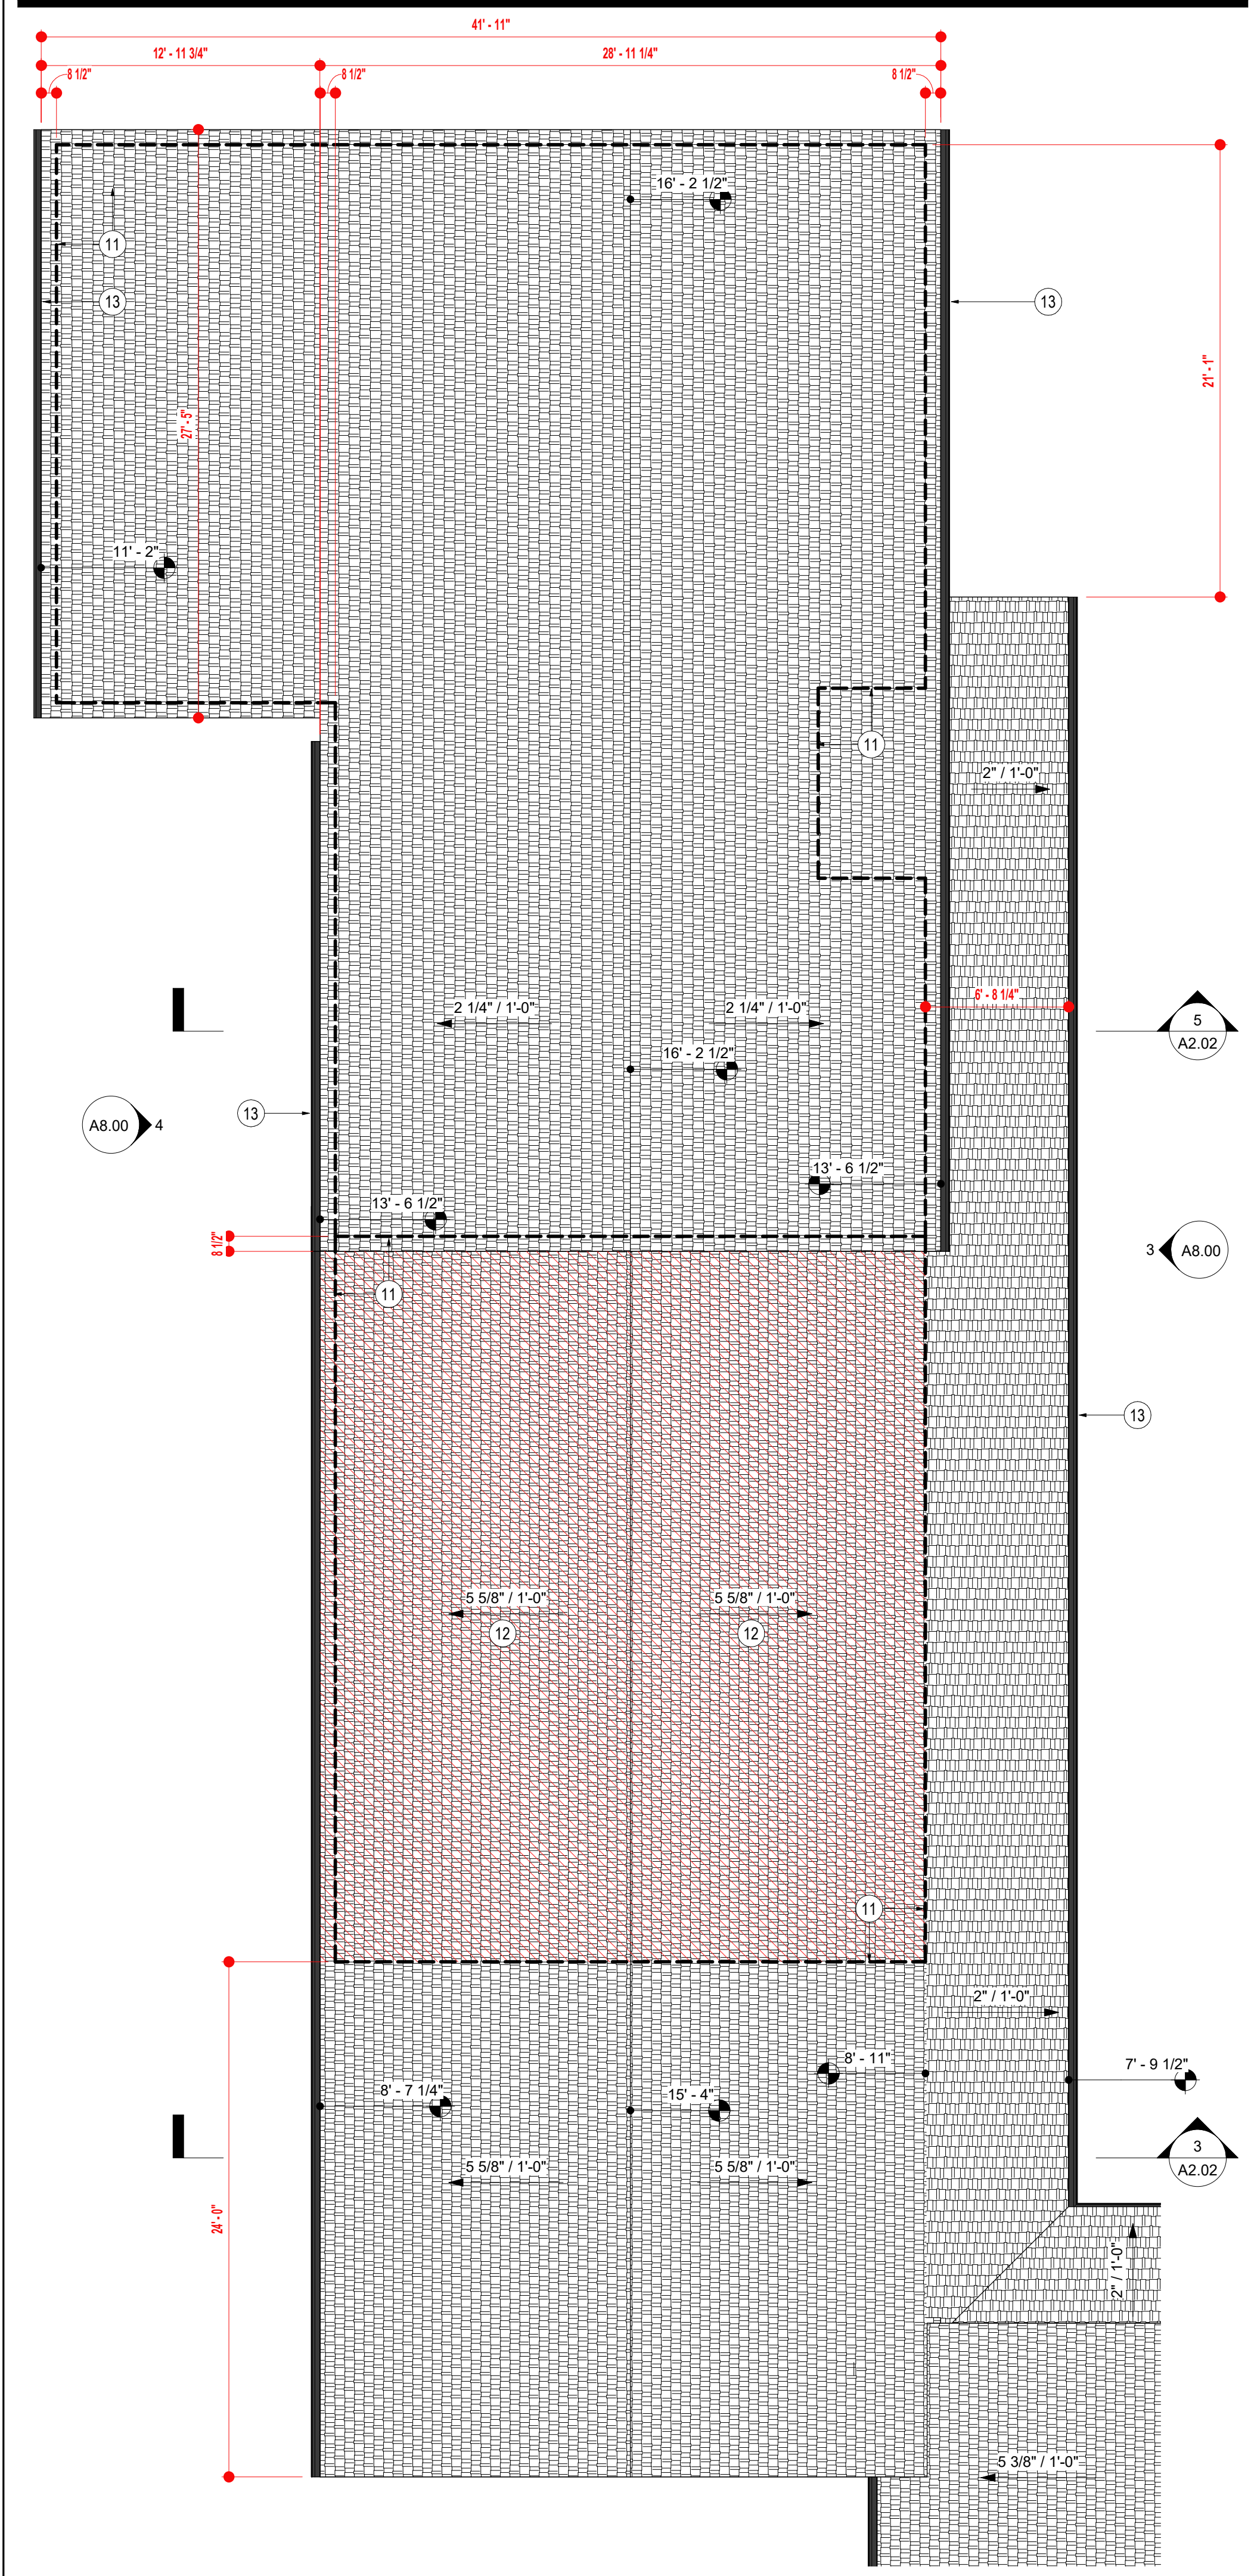 41' - 11"
12' - 11 3/4"
28' - 11 1/4"
8 1/2"
8 1/2"
8 1/2"
16' - 2 1/2"
11
13
13
21' - 1"
27' - 5"
11' - 2"
11
2" / 1'-0"
6' - 8 1/4"
2 1/4" / 1'-0"
2 1/4" / 1'-0"
5
A2.02
16' - 2 1/2"
A8.00
4
13
13' - 6 1/2"
13' - 6 1/2"
8 1/2"
3
A8.00
11
13
5 5/8" / 1'-0"
5 5/8" / 1'-0"
12
12
11
2" / 1'-0"
8' - 11"
7' - 9 1/2"
8' - 7 1/4"
15' - 4"
3
A2.02
5 5/8" / 1'-0"
5 5/8" / 1'-0"
24' - 0"
2" / 1'-0"
5 3/8" / 1'-0"